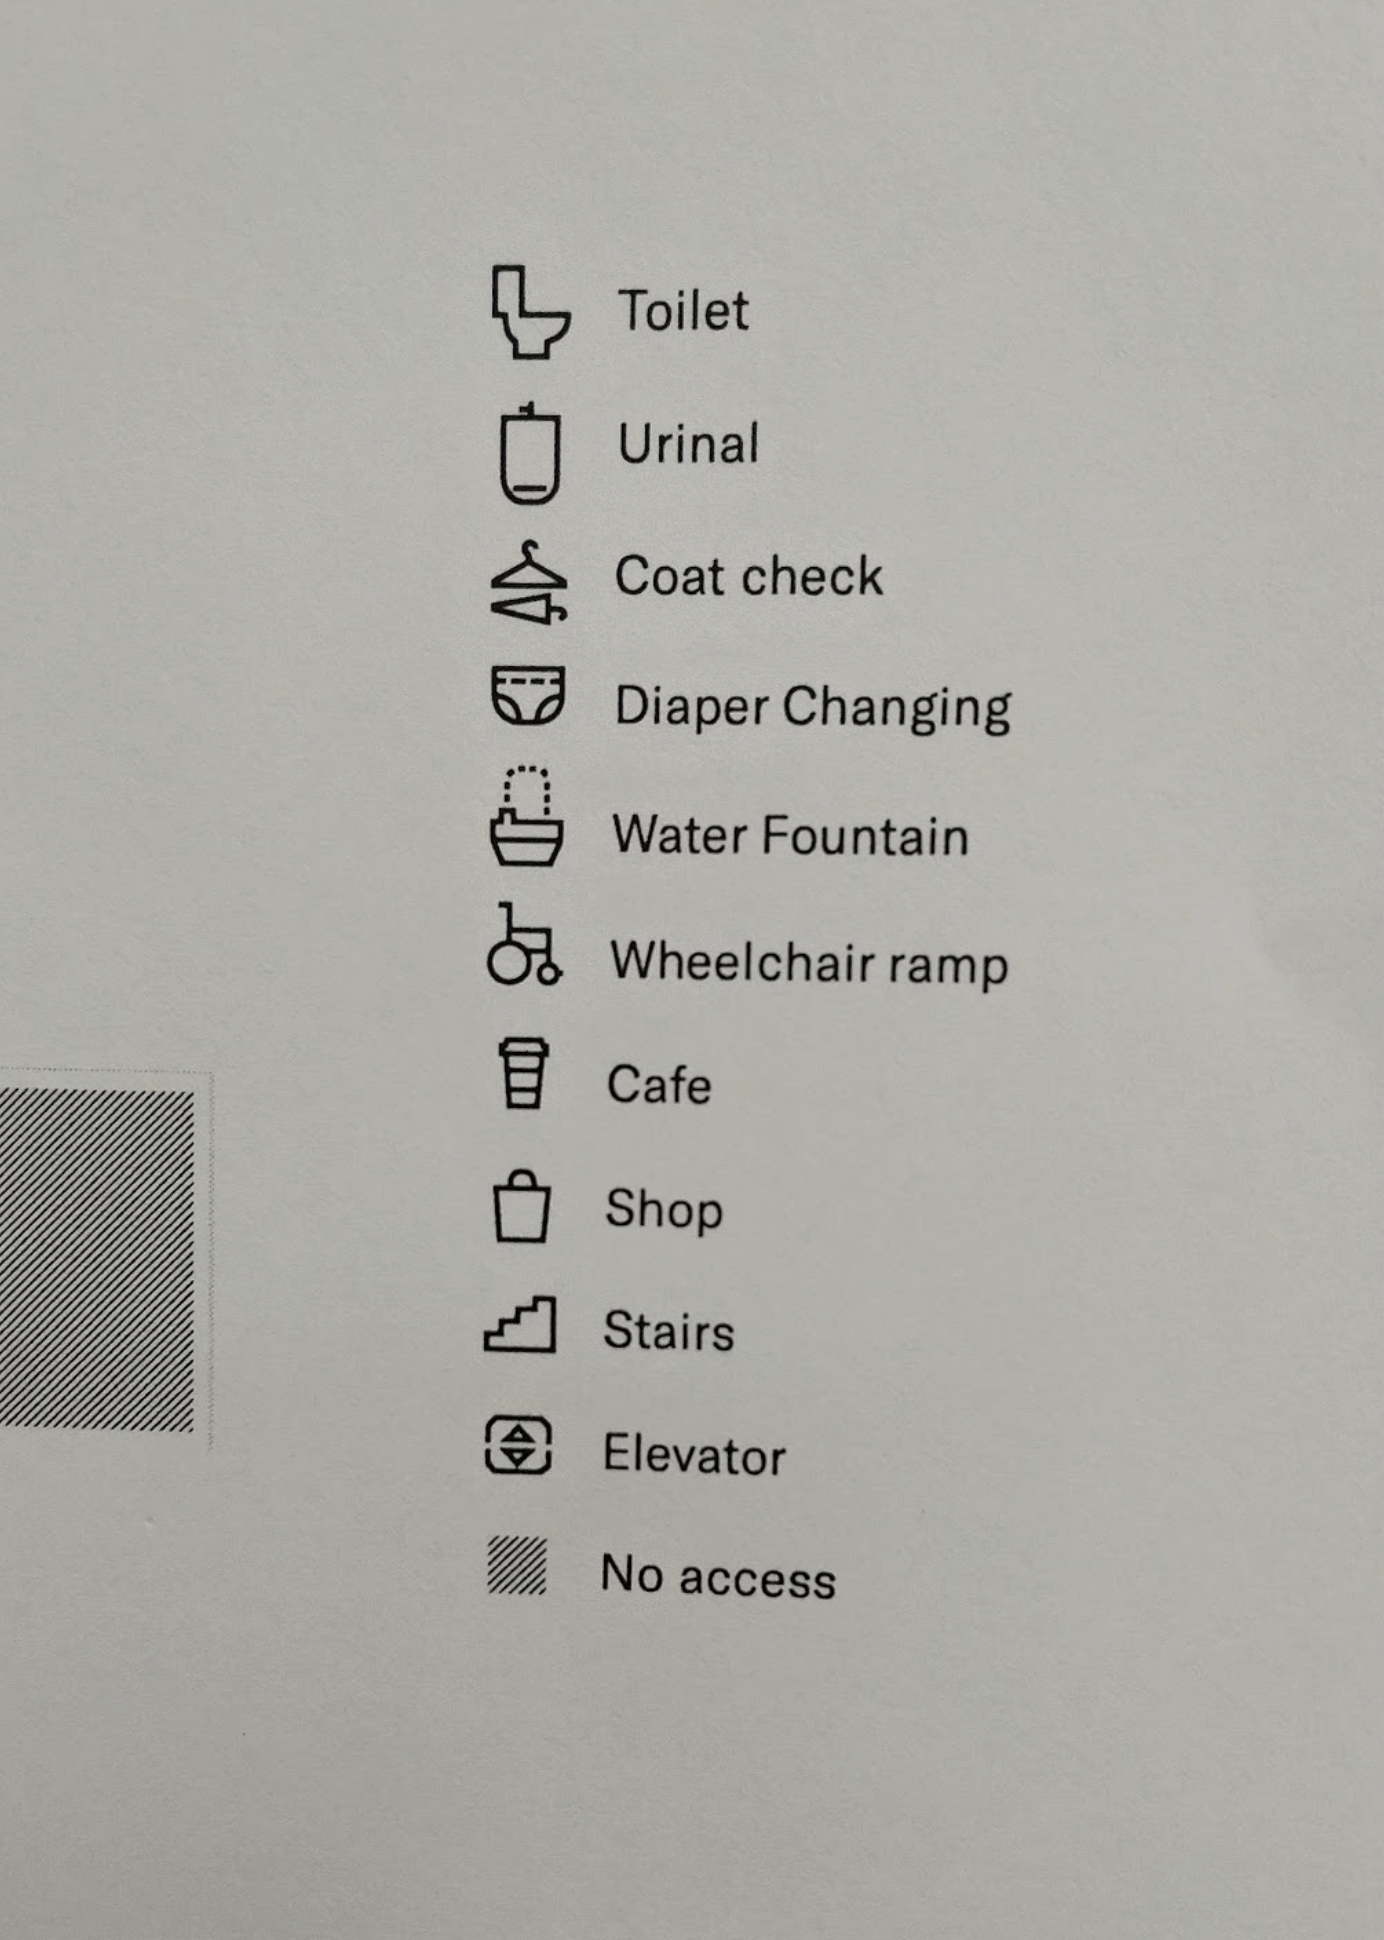 Toilet
Urinal
Coat check
Diaper Changing
Water Fountain
Wheelchair ramp
Cafe
Shop
Stairs
Elevator
No access